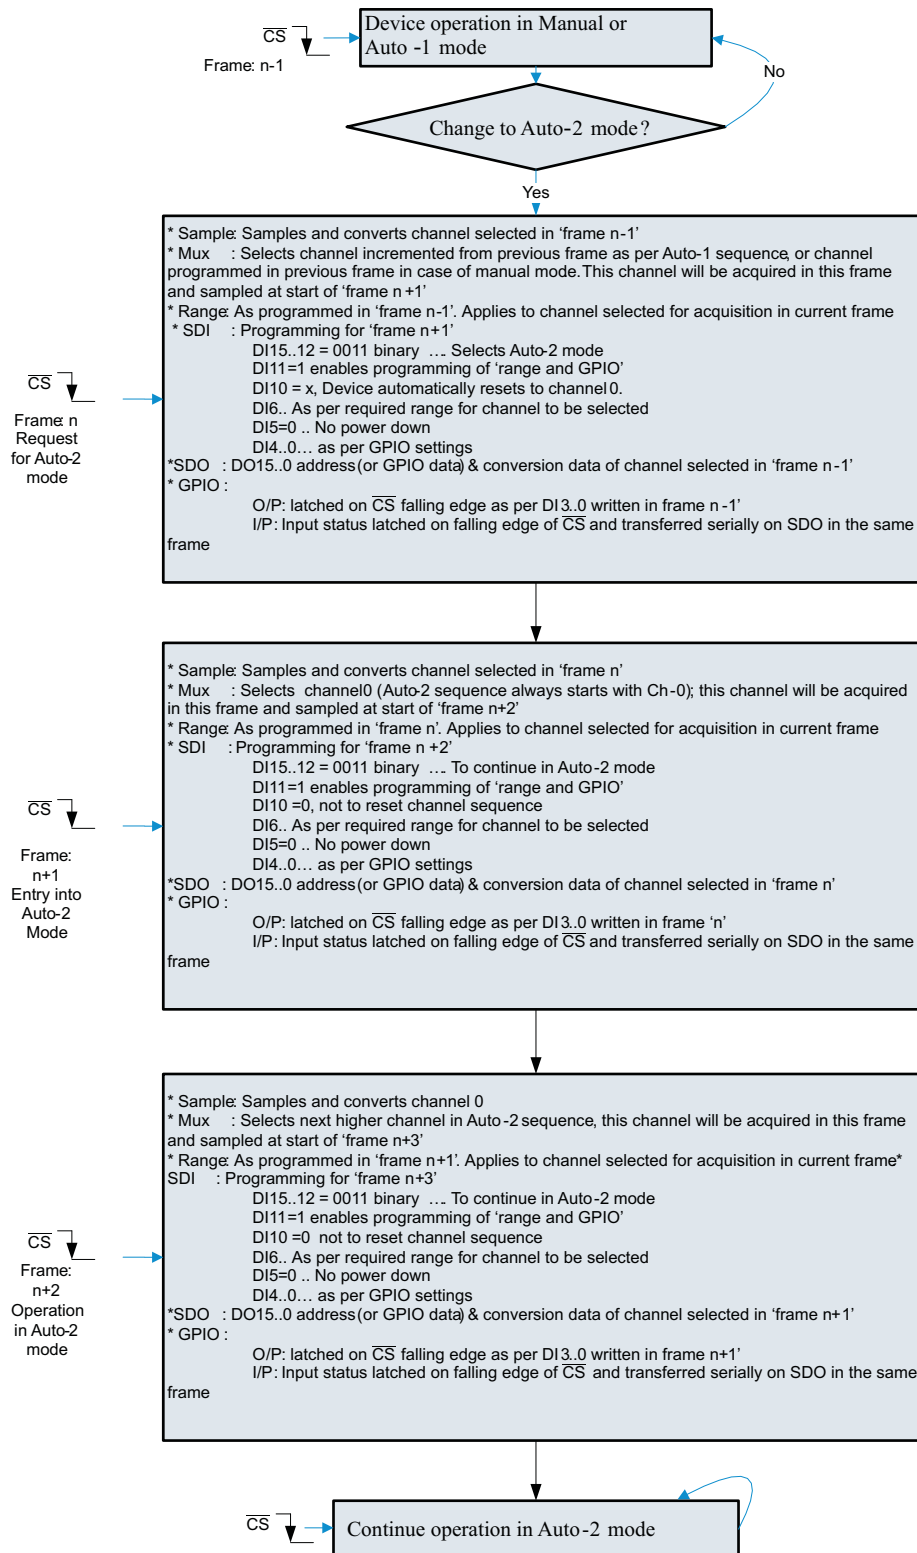 Device operation in Manual or
Auto -1 mode
CS
Frame: n-1
No
Change to Auto-2 mode?
Yes
* Sample: Samples and converts channel selected in ‘frame n-1’
* Mux : Selects channel incremented from previous frame as per Auto-1 sequence, or channel
programmed in previous frame in case of manual mode. This channel will be acquired in this frame
and sampled at start of ‘frame n+1’
* Range: As programmed in ‘frame n-1’. Applies to channel selected for acquisition in current frame
* SDI : Programming for ‘frame n+1’
DI15..12 = 0011 binary …. Selects Auto-2 mode
DI11=1 enables programming of ‘range and GPIO’
DI10 = x, Device automatically resets to channel 0.
DI6.. As per required range for channel to be selected
DI5=0 .. No power down
DI4..0… as per GPIO settings
*SDO : DO15..0 address (or GPIO data) & conversion data of channel selected in ‘frame n-1’
* GPIO :
O/P: latched on CS falling edge as per DI3..0 written in frame n-1’
I/P: Input status latched on falling edge of CS and transferred serially on SDO in the same
frame
CS
Frame: n
Request
for Auto-2
mode
* Sample: Samples and converts channel selected in ‘frame n’
* Mux : Selects channel0 (Auto-2 sequence always starts with Ch-0); this channel will be acquired
in this frame and sampled at start of ‘frame n+2’
* Range: As programmed in ‘frame n’. Applies to channel selected for acquisition in current frame
* SDI : Programming for ‘frame n+2’
DI15..12 = 0011 binary …. To continue in Auto-2 mode
DI11=1 enables programming of ‘range and GPIO’
DI10 =0, not to reset channel sequence
DI6.. As per required range for channel to be selected
DI5=0 .. No power down
DI4..0… as per GPIO settings
*SDO : DO15..0 address (or GPIO data) & conversion data of channel selected in ‘frame n’
* GPIO :
O/P: latched on CS falling edge as per DI3..0 written in frame ‘n’
I/P: Input status latched on falling edge of CS and transferred serially on SDO in the same
frame
CS
Frame:
n+1
Entry into
Auto-2
Mode
* Sample: Samples and converts channel 0
* Mux : Selects next higher channel in Auto-2 sequence, this channel will be acquired in this frame
and sampled at start of ‘frame n+3’
* Range: As programmed in ‘frame n+1’. Applies to channel selected for acquisition in current frame*
SDI : Programming for ‘frame n+3’
DI15..12 = 0011 binary …. To continue in Auto-2 mode
DI11=1 enables programming of ‘range and GPIO’
DI10 =0 not to reset channel sequence
DI6.. As per required range for channel to be selected
DI5=0 .. No power down
DI4..0… as per GPIO settings
*SDO : DO15..0 address (or GPIO data) & conversion data of channel selected in ‘frame n+1’
* GPIO :
O/P: latched on CS falling edge as per DI3..0 written in frame n+1’
I/P: Input status latched on falling edge of CS and transferred serially on SDO in the same
frame
CS
Frame:
n+2
Operation
in Auto-2
mode
CS
Continue operation in Auto-2 mode